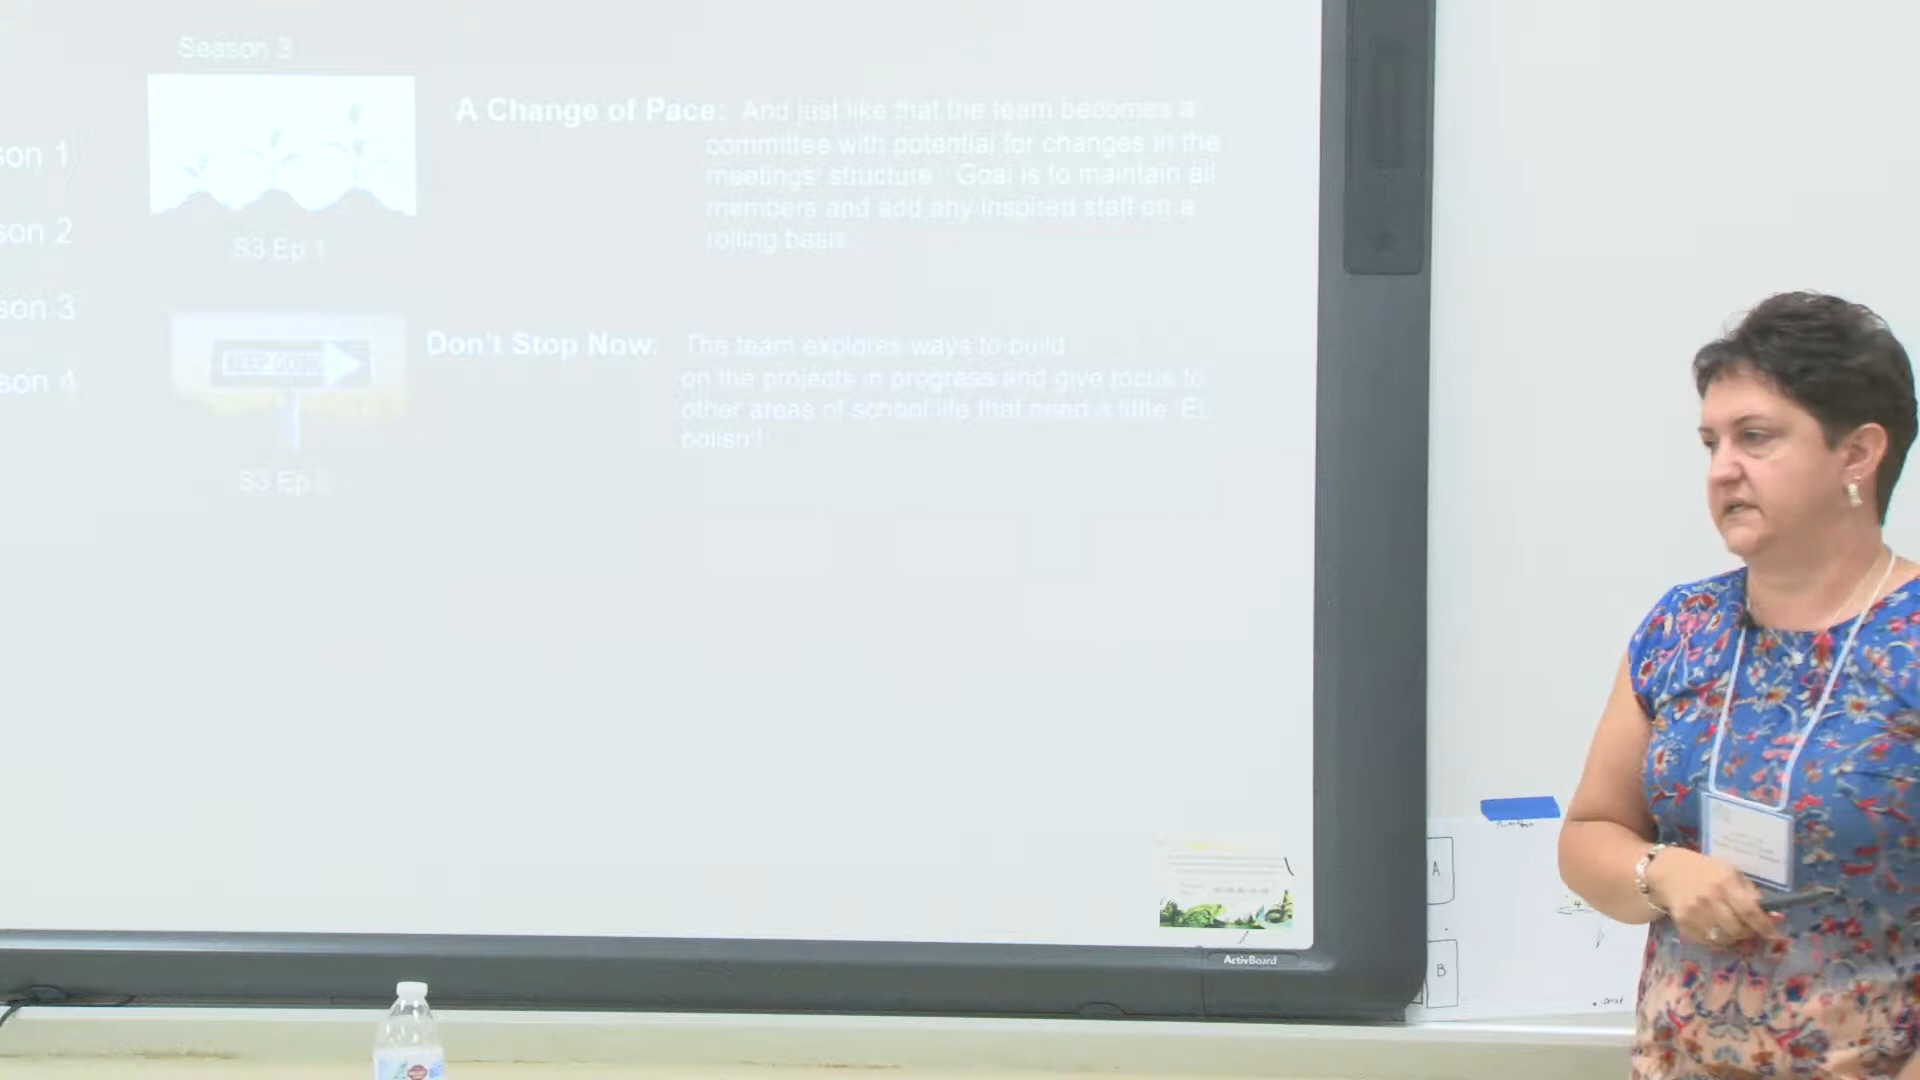 Season 3
A Change of Pace: And just like that the team becomes a
committee with potential for changes in the
meetings' structure. Goal is to maintain all
members and add any inspired staff on a
rolling basis.
S3 Ep.1
son 1
son 2
son 3
son 4
KEEP GOING
Don't Stop Now: The team explores ways to build
on the projects in progress and give focus to
other areas of school life that need a little
polish!
S3 Ep.
ActivBoard
A
B